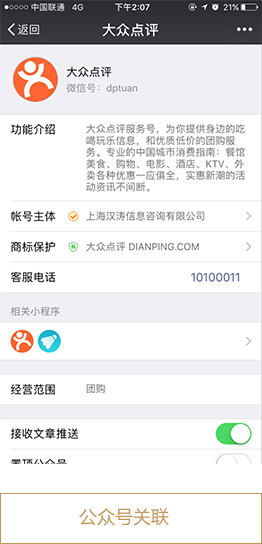 中国联通 4G 下午2:07 21%
返回 大众点评
大众点评
微信号：dptuan
功能介绍 大众点评服务号，为你提供身边的吃
喝玩乐信息，和优质低价的团购服
务。专业的中国城市消费指南：餐馆
美食、购物、电影、酒店、KTV、外
卖各种优惠一应俱全，实惠新潮的活
动资讯不间断。
帐号主体 上海汉涛信息咨询有限公司
商标保护 大众点评 DIANPING.COM
客服电话 10100011
相关小程序
经营范围 团购
接收文章推送
置顶公众号
公众号关联